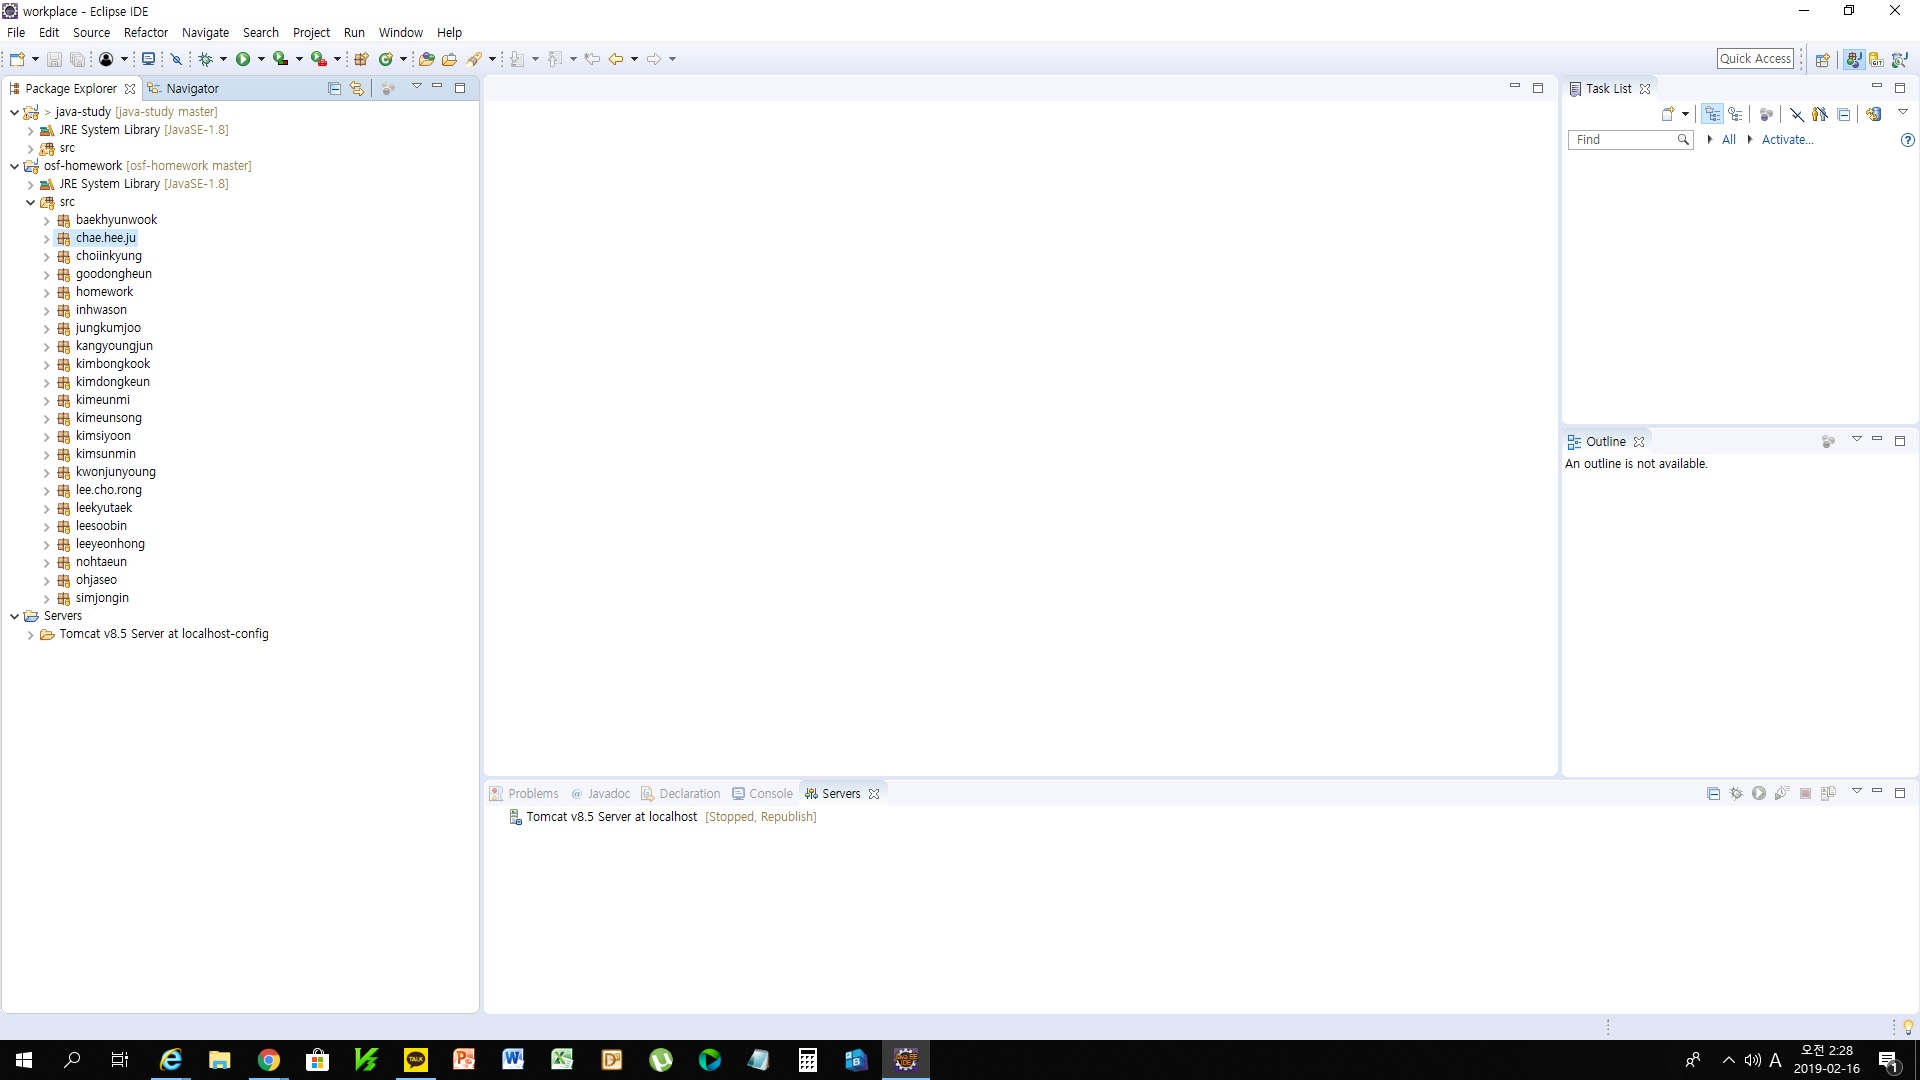 workplace - Eclipse IDE
File Edit Source Refactor Navigate Search Project Run Window Help
Quick Access
Package Explorer
Navigator
> java-study [java-study master]
JRE System Library [JavaSE-1.8]
src
osf-homework [osf-homework master]
JRE System Library [JavaSE-1.8]
src
baekhyunwook
chae.hee.ju
choiinkyung
goodongheun
homework
inhwason
jungkumjoo
kangyoungjun
kimbongkook
kimdongkeun
kimeunmi
kimeunsong
kimsiyoon
kimsunmin
kwonjunyoung
lee.cho.rong
leekyutaek
leesoobin
leeyeonhong
nohtaeun
ohjaseo
simjongin
Servers
Tomcat v8.5 Server at localhost-config
Task List
Find
All
Activate...
Outline
An outline is not available.
Problems @ Javadoc Declaration Console Servers
Tomcat v8.5 Server at localhost [Stopped, Republish]
TALK
A
오전 2:28
2019-02-16
1